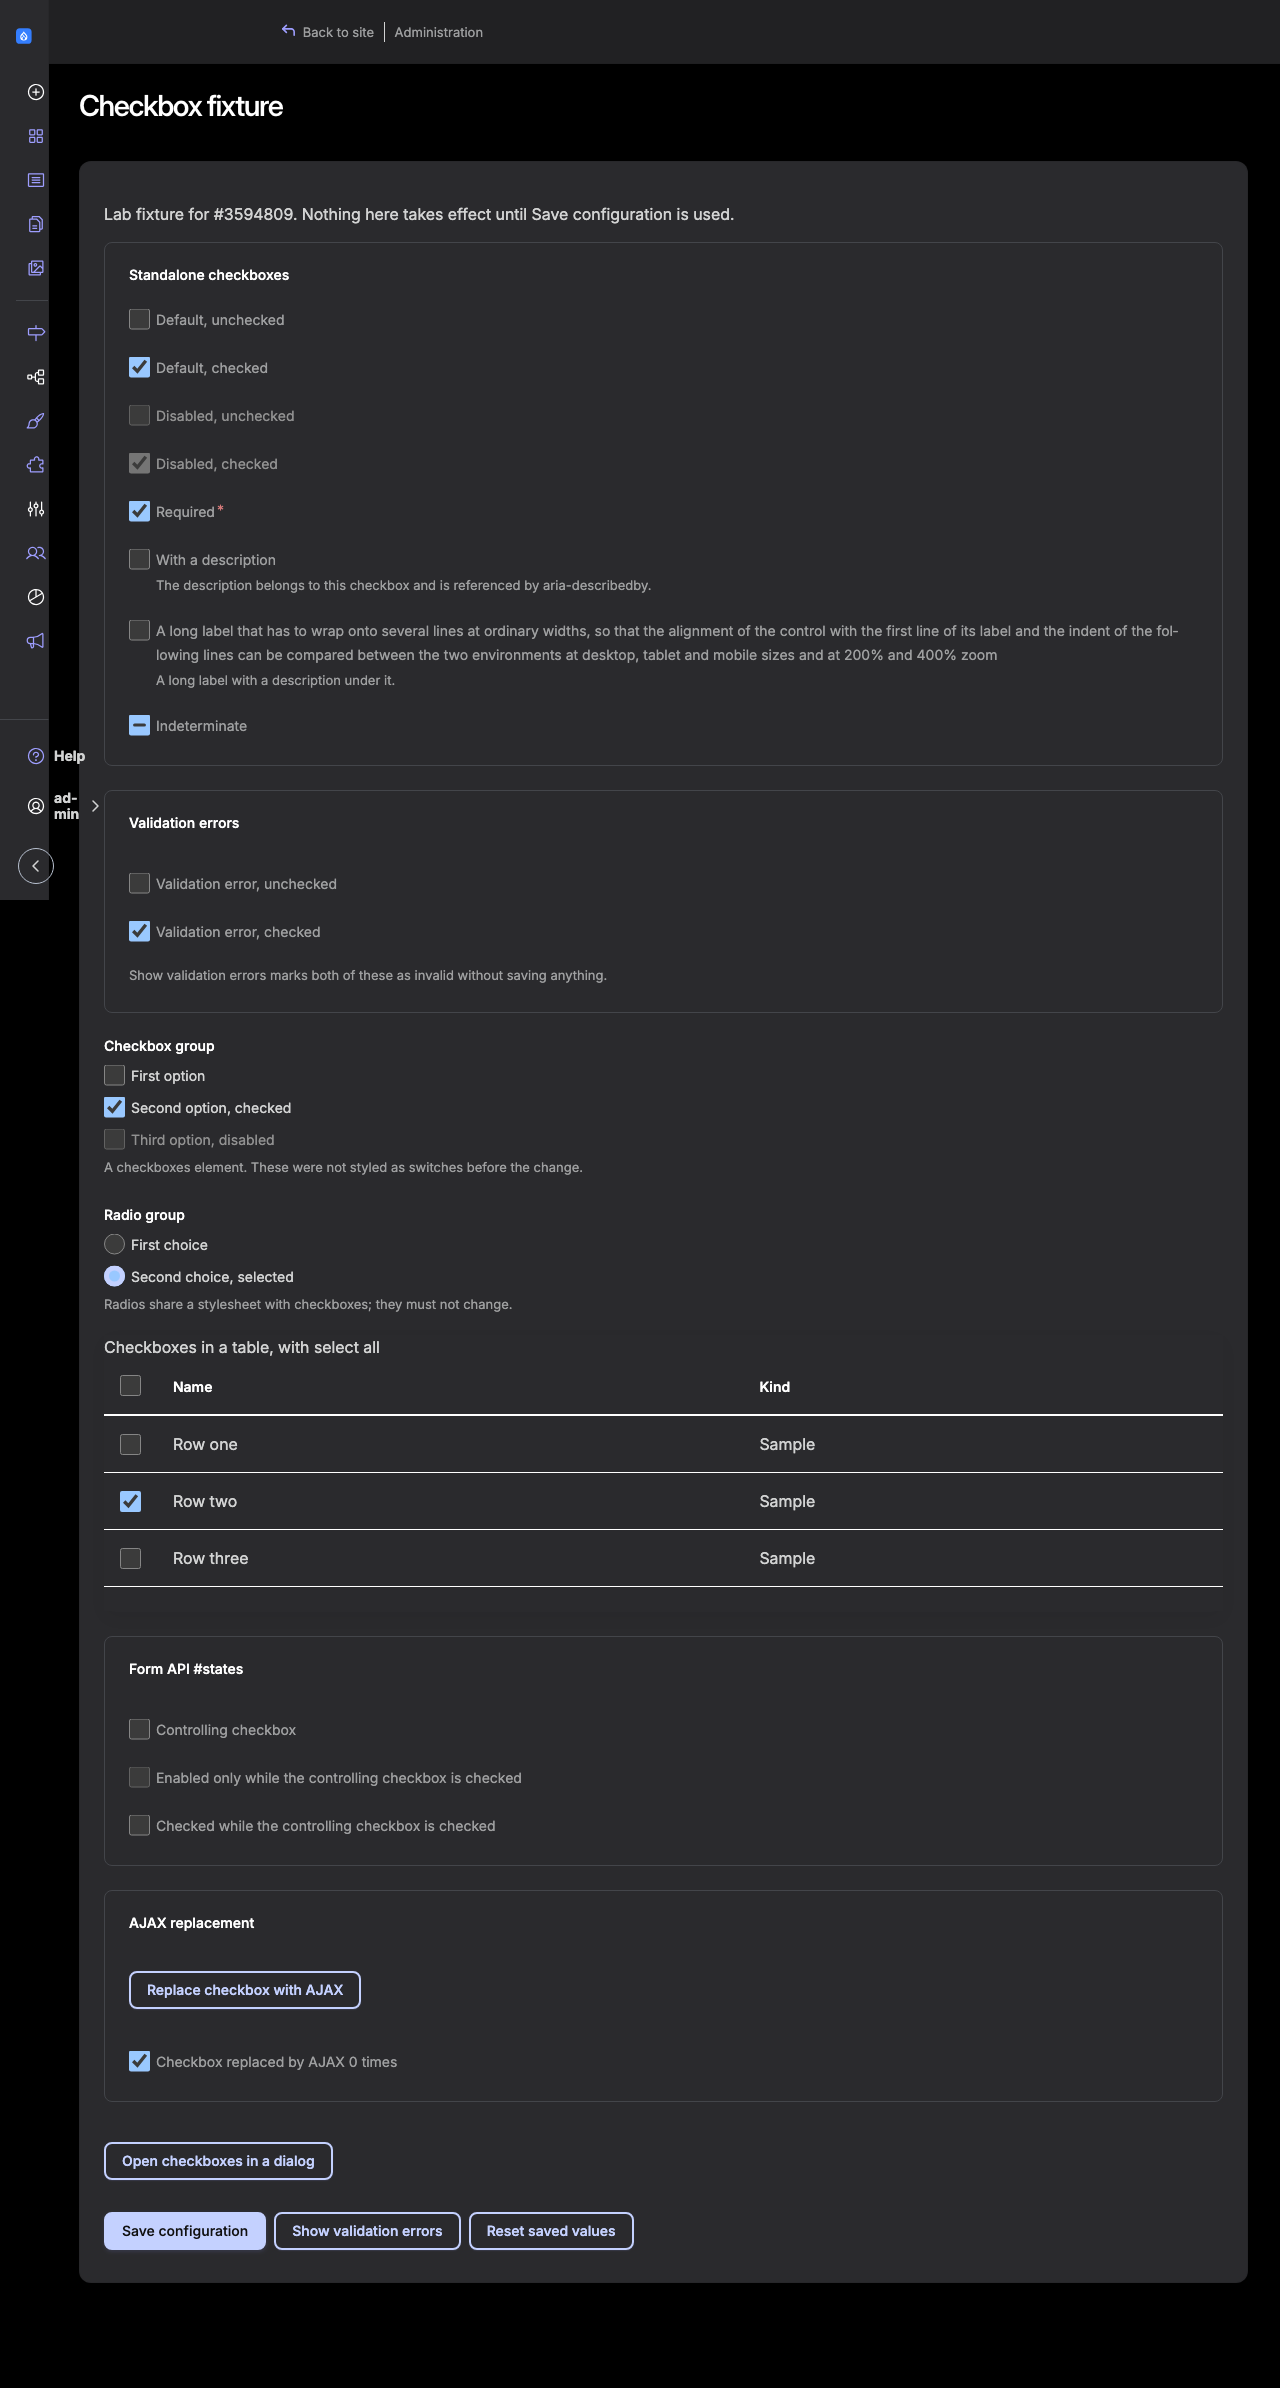 Back to site
Administration
Checkbox fixture
Lab fixture for #3594809. Nothing here takes effect until Save configuration is used.
Standalone checkboxes
Default, unchecked
Default, checked
Disabled, unchecked
Disabled, checked
Required*
With a description
The description belongs to this checkbox and is referenced by aria-describedby.
A long label that has to wrap onto several lines at ordinary widths, so that the alignment of the control with the first line of its label and the indent of the fol-
lowing lines can be compared between the two environments at desktop, tablet and mobile sizes and at 200% and 400% zoom
A long label with a description under it.
Indeterminate
Help
ad-
min
Validation errors
Validation error, unchecked
Validation error, checked
Show validation errors marks both of these as invalid without saving anything.
Checkbox group
First option
Second option, checked
Third option, disabled
A checkboxes element. These were not styled as switches before the change.
Radio group
First choice
Second choice, selected
Radios share a stylesheet with checkboxes; they must not change.
Checkboxes in a table, with select all
Name Kind
Row one Sample
Row two Sample
Row three Sample
Form API #states
Controlling checkbox
Enabled only while the controlling checkbox is checked
Checked while the controlling checkbox is checked
AJAX replacement
Replace checkbox with AJAX
Checkbox replaced by AJAX 0 times
Open checkboxes in a dialog
Save configuration Show validation errors Reset saved values